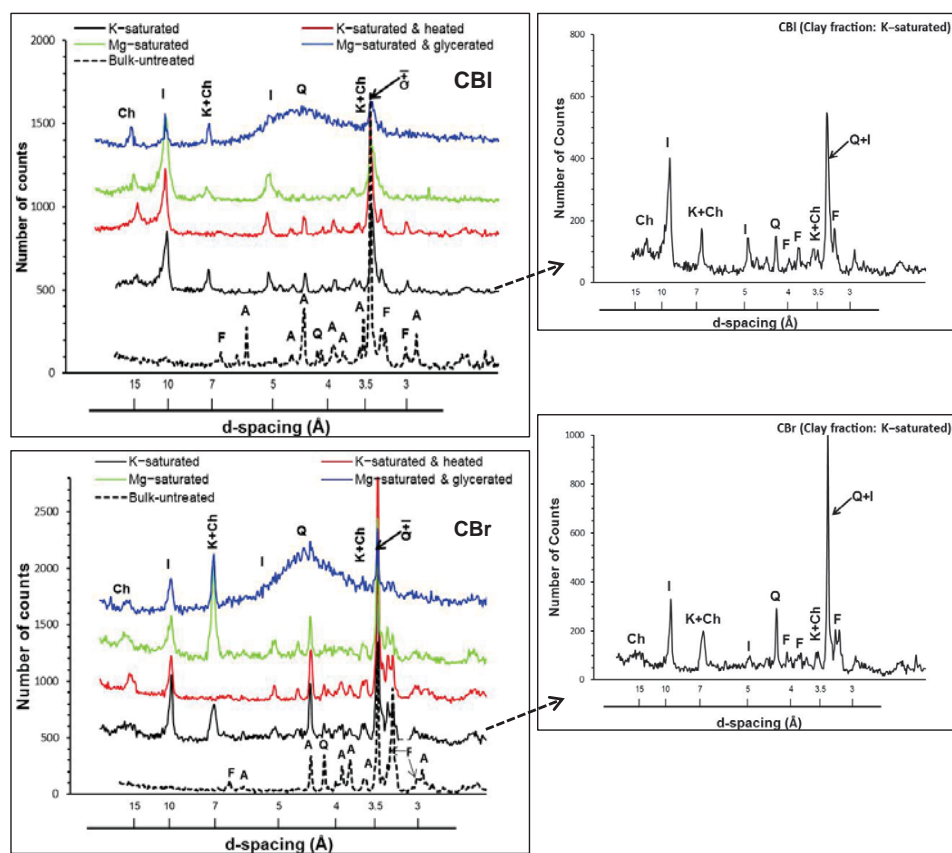 K-saturated
K-saturated & heated
Mg-saturated
Mg-saturated & glycerated
Bulk-untreated
CBl
2000
1500
1000
500
0
Number of counts
Ch
I
K+Ch
I
Q
K+Ch
Q+I
F
A
A
A
Q
A
A
A
F
F
A
15
10
7
5
4
3.5
3
d-spacing (Å)
CBl (Clay fraction: K-saturated)
800
600
400
200
0
Number of Counts
Ch
I
K+Ch
I
Q
F
F
K+Ch
Q+I
F
15
10
7
5
4
3.5
3
d-spacing (Å)
K-saturated
K-saturated & heated
Mg-saturated
Mg-saturated & glycerated
Bulk-untreated
CBr
2500
2000
1500
1000
500
0
Number of counts
Ch
I
K+Ch
I
Q
K+Ch
Q+I
F
A
A
Q
A
A
A
F
A
15
10
7
5
4
3.5
3
d-spacing (Å)
CBr (Clay fraction: K-saturated)
1000
800
600
400
200
0
Number of Counts
Ch
I
K+Ch
I
Q
F
F
K+Ch
Q+I
F
15
10
7
5
4
3.5
3
d-spacing (Å)